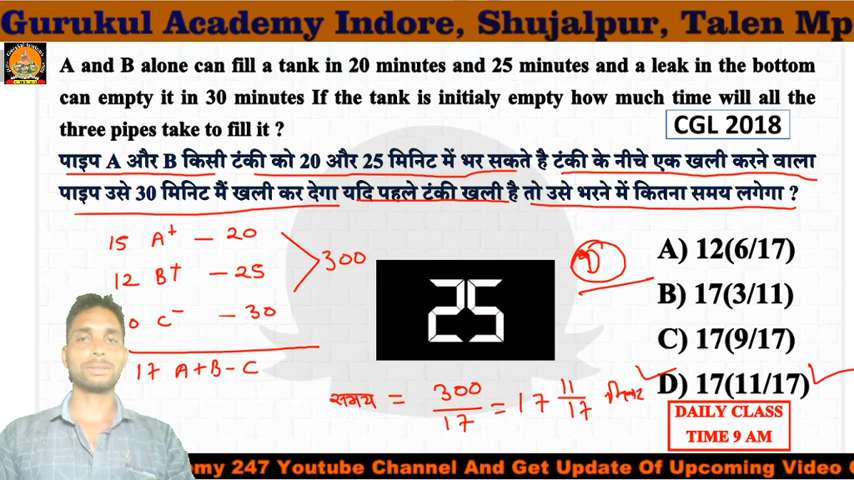 Gurukul Academy Indore, Shujalpur, Talen Mp
A and B alone can fill a tank in 20 minutes and 25 minutes and a leak in the bottom
can empty it in 30 minutes If the tank is initialy empty how much time will all the
three pipes take to fill it ?
CGL 2018
पाइप A और B किसी टंकी को 20 और 25 मिनिट में भर सकते है टंकी के नीचे एक खली करने वाला
पाइप उसे 30 मिनिट मैं खली कर देगा यदि पहले टंकी खली है तो उसे भरने में कितना समय लगेगा ?
15 A+ — 20
12 B+ — 25
0 C- — 30
300
17 A+B-C
25
D
A) 12(6/17)
B) 17(3/11)
C) 17(9/17)
D) 17(11/17)
समय = 300/17 = 17 11/17 मिनट
DAILY CLASS
TIME 9 AM
emy 247 Youtube Channel And Get Update Of Upcoming Video